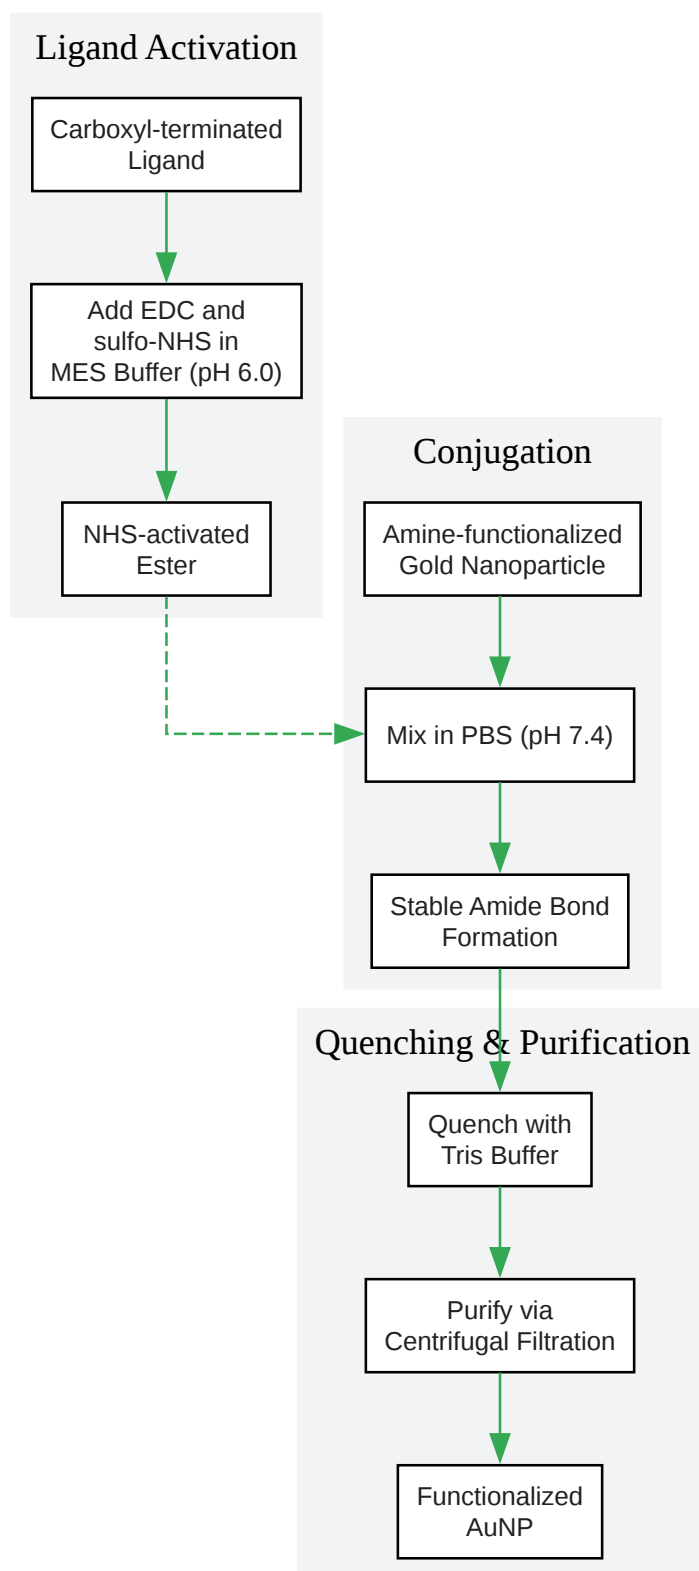 Ligand Activation
Carboxyl-terminated
Ligand
Add EDC and
sulfo-NHS in
MES Buffer (pH 6.0)
NHS-activated
Ester
Conjugation
Amine-functionalized
Gold Nanoparticle
Mix in PBS (pH 7.4)
Stable Amide Bond
Formation
Quenching & Purification
Quench with
Tris Buffer
Purify via
Centrifugal Filtration
Functionalized
AuNP